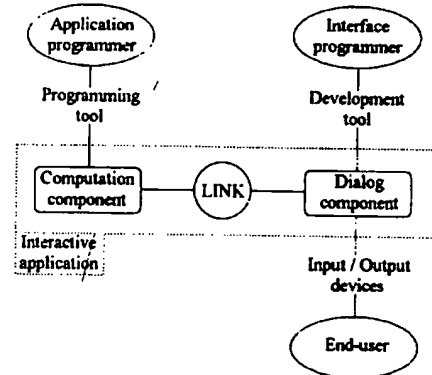 Application
programmer
Interface
programmer
Programming
tool
Development
tool
Computation
component
LINK
Dialog
component
Interactive
application
Input / Output
devices
End-user